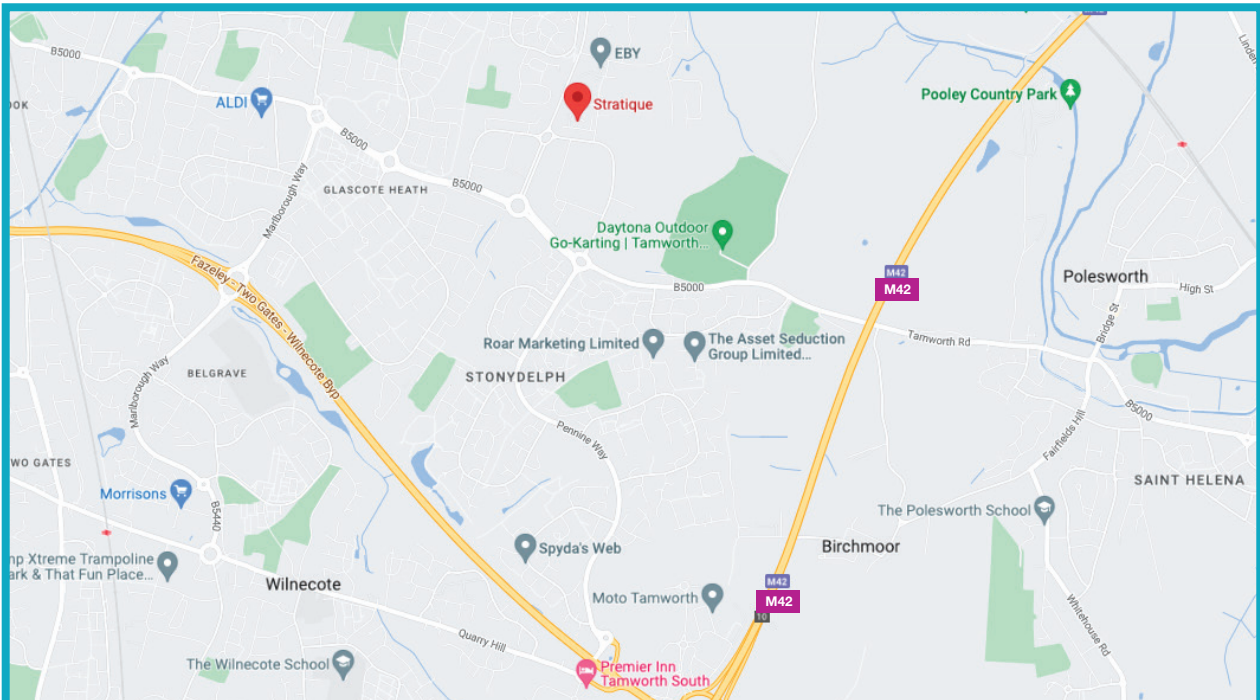 B5000
EBY
ALDI
Stratique
Pooley Country Park
OOK
B5000
GLASCOTE HEATH
B5000
Marlborough Way
Linden
Daytona Outdoor
Go-Karting | Tamworth...
M42
M42
Polesworth
High St
B5000
Fazeley - Two Gates - Wilnecote Byp
Bridge St
Tamworth Rd
Roar Marketing Limited
The Asset Seduction
Group Limited...
BELGRAVE
STONYDELPH
Marlborough Way
B5000
Fairfields Hill
Pennine Way
WO GATES
SAINT HELENA
Morrisons
B5440
The Polesworth School
Spyda's Web
Birchmoor
mp Xtreme Trampoline
ark & That Fun Place...
Wilnecote
M42
M42
10
Moto Tamworth
Whitehouse Rd
Quarry Hill
The Wilnecote School
Premier Inn
Tamworth South